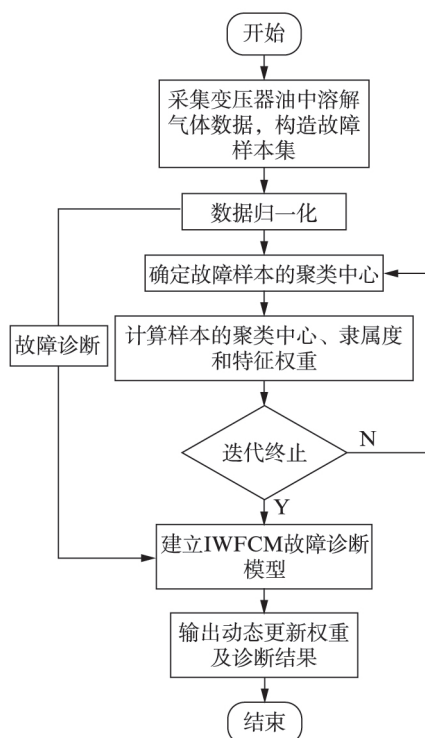 开始
采集变压器油中溶解
气体数据，构造故障
样本集
数据归一化
确定故障样本的聚类中心
故障诊断
计算样本的聚类中心、隶属度
和特征权重
迭代终止
N
Y
建立IWFCM故障诊断
模型
输出动态更新权重
及诊断结果
结束